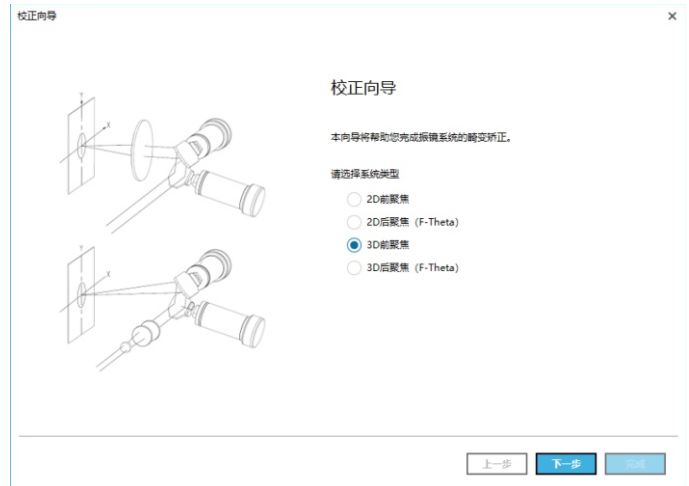 校正向导
校正向导
本向导将帮助您完成振镜系统的畸变矫正。
请选择系统类型
2D前聚焦
2D后聚焦（F-Theta）
3D前聚焦
3D后聚焦（F-Theta）
Y
X
Y
X
上一步
下一步
完成